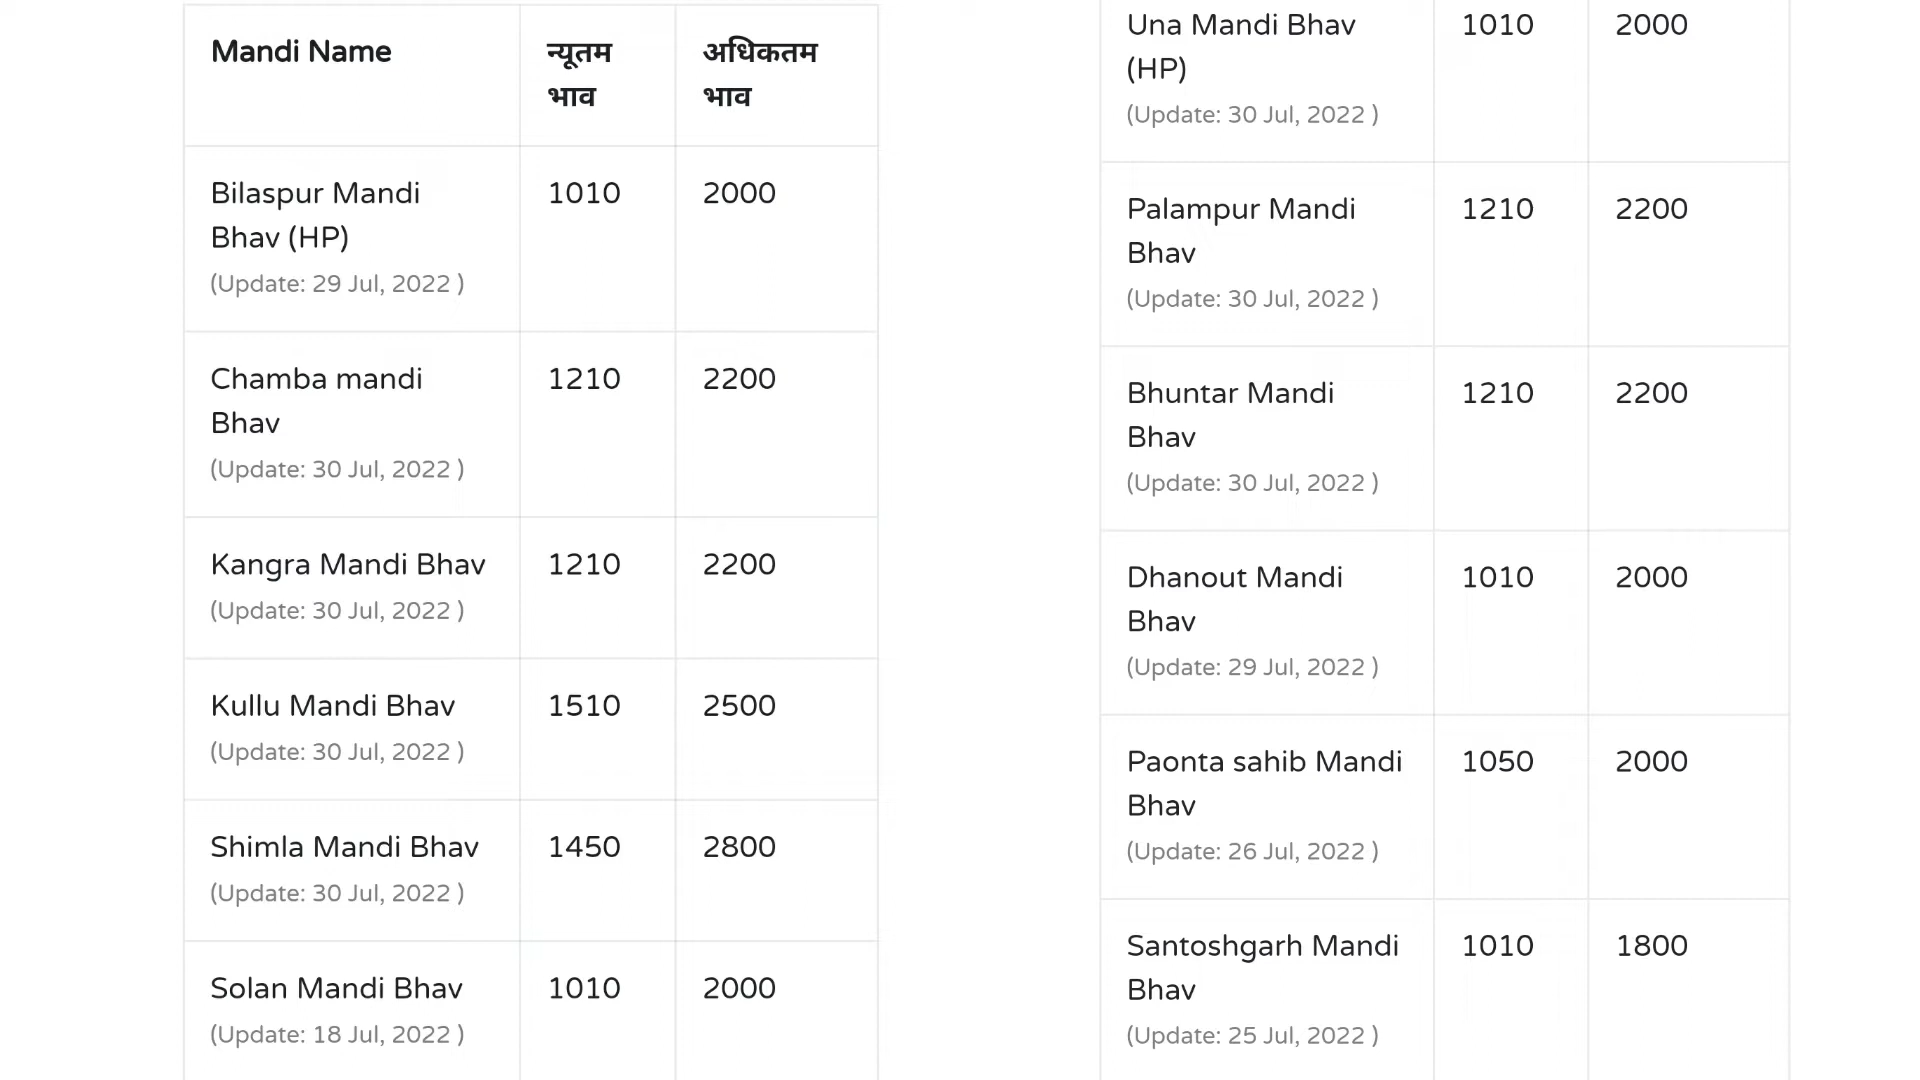 Mandi Name
न्यूतम
भाव
अधिकतम
भाव
Bilaspur Mandi
Bhav (HP)
(Update: 29 Jul, 2022 )
1010
2000
Chamba mandi
Bhav
(Update: 30 Jul, 2022 )
1210
2200
Kangra Mandi Bhav
(Update: 30 Jul, 2022 )
1210
2200
Kullu Mandi Bhav
(Update: 30 Jul, 2022 )
1510
2500
Shimla Mandi Bhav
(Update: 30 Jul, 2022 )
1450
2800
Solan Mandi Bhav
(Update: 18 Jul, 2022 )
1010
2000
Una Mandi Bhav
(HP)
(Update: 30 Jul, 2022 )
1010
2000
Palampur Mandi
Bhav
(Update: 30 Jul, 2022 )
1210
2200
Bhuntar Mandi
Bhav
(Update: 30 Jul, 2022 )
1210
2200
Dhanout Mandi
Bhav
(Update: 29 Jul, 2022 )
1010
2000
Paonta sahib Mandi
Bhav
(Update: 26 Jul, 2022 )
1050
2000
Santoshgarh Mandi
Bhav
(Update: 25 Jul, 2022 )
1010
1800